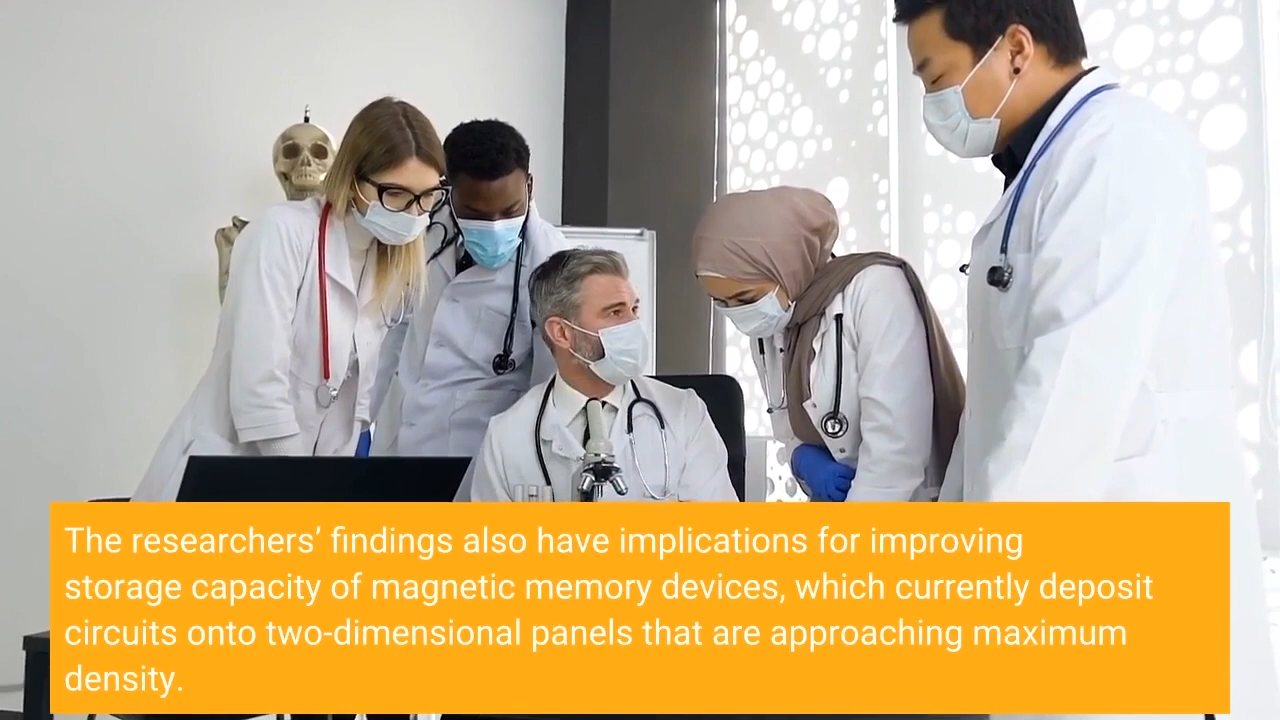 The researchers’ findings also have implications for improving
storage capacity of magnetic memory devices, which currently deposit
circuits onto two-dimensional panels that are approaching maximum
density.